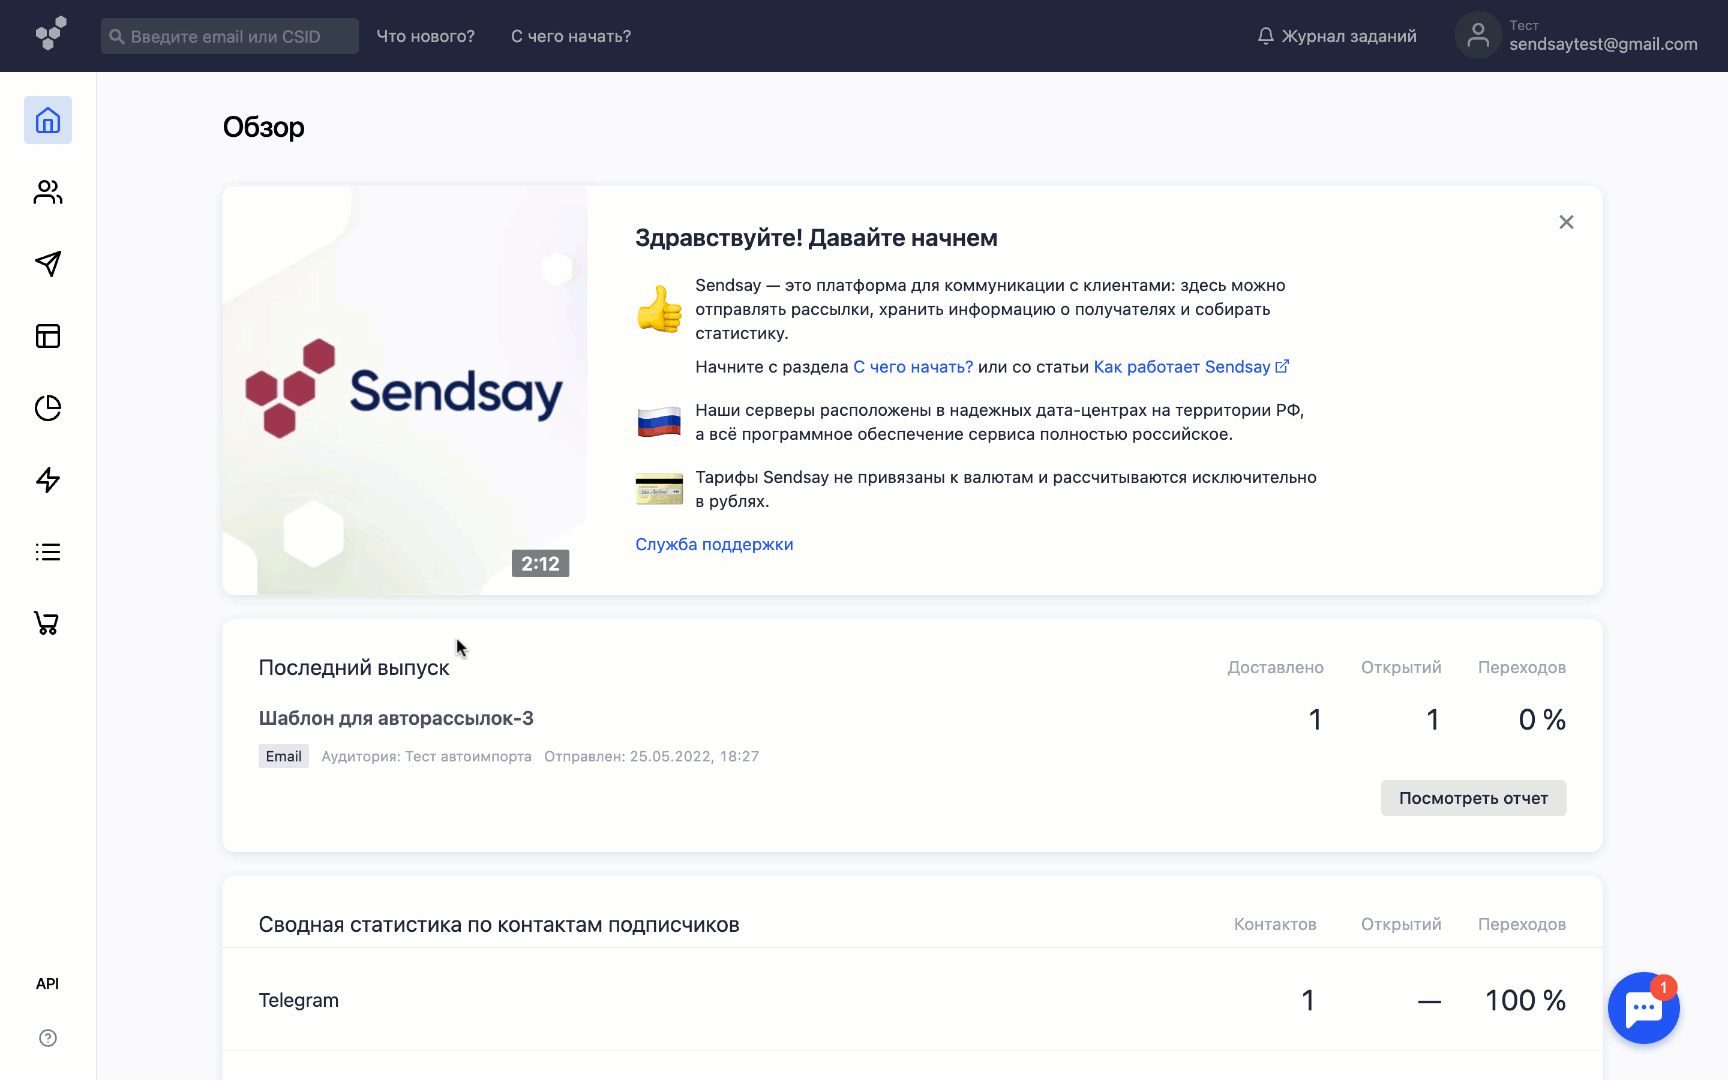 Введите email или CSID
Что нового?
С чего начать?
Журнал заданий
Тест
sendsaytest@gmail.com
Обзор
Sendsay
2:12
Здравствуйте! Давайте начнем
Sendsay — это платформа для коммуникации с клиентами: здесь можно
отправлять рассылки, хранить информацию о получателях и собирать
статистику.
Начните с раздела С чего начать? или со статьи Как работает Sendsay
Наши серверы расположены в надежных дата-центрах на территории РФ,
а всё программное обеспечение сервиса полностью российское.
Тарифы Sendsay не привязаны к валютам и рассчитываются исключительно
в рублях.
Служба поддержки
Последний выпуск
Доставлено
Открытий
Переходов
Шаблон для авторассылок-3
1
1
0 %
Email
Аудитория: Тест автоимпорта
Отправлен: 25.05.2022, 18:27
Посмотреть отчет
Сводная статистика по контактам подписчиков
Контактов
Открытий
Переходов
Telegram
1
—
100 %
API
1